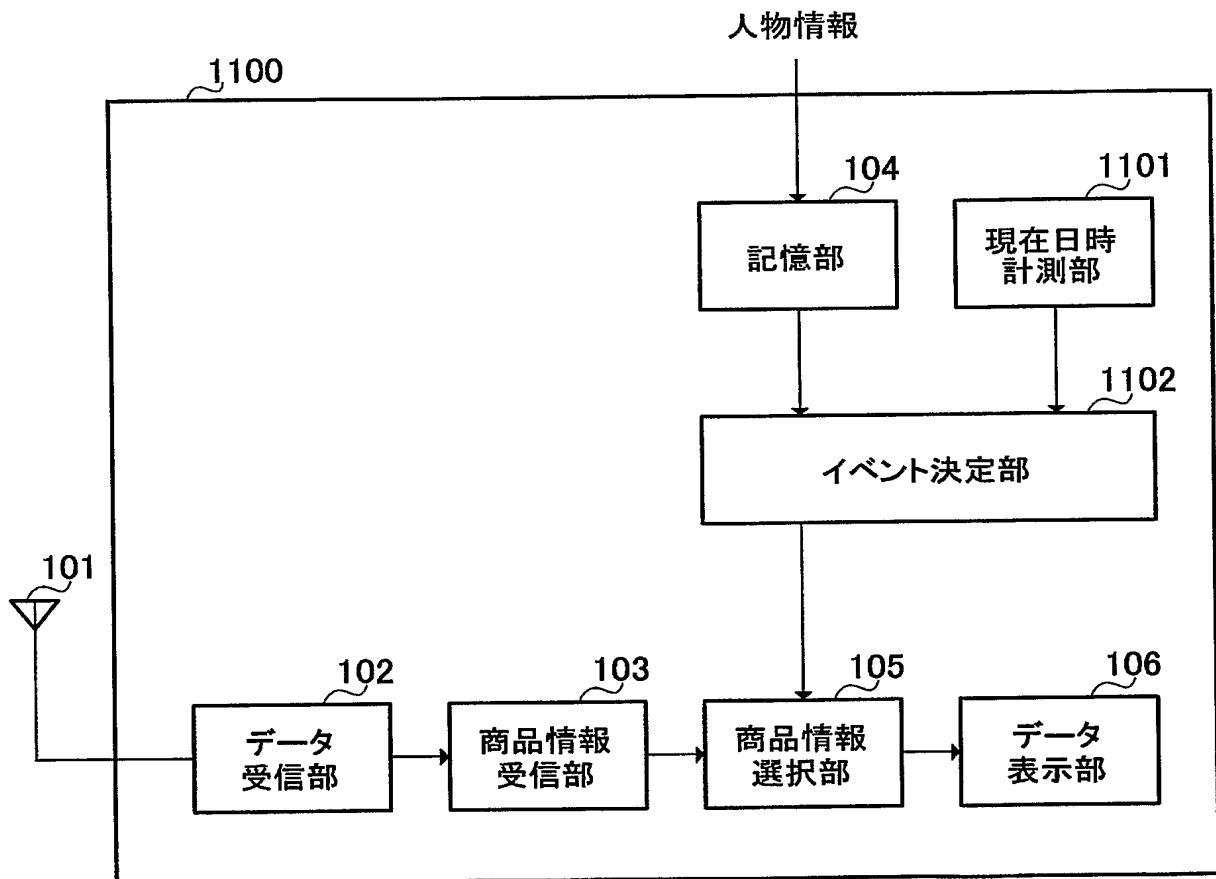 人物情報
1100
104
1101
記憶部
現在日時
計測部
1102
イベント決定部
101
102
103
105
106
データ
受信部
商品情報
受信部
商品情報
選択部
データ
表示部